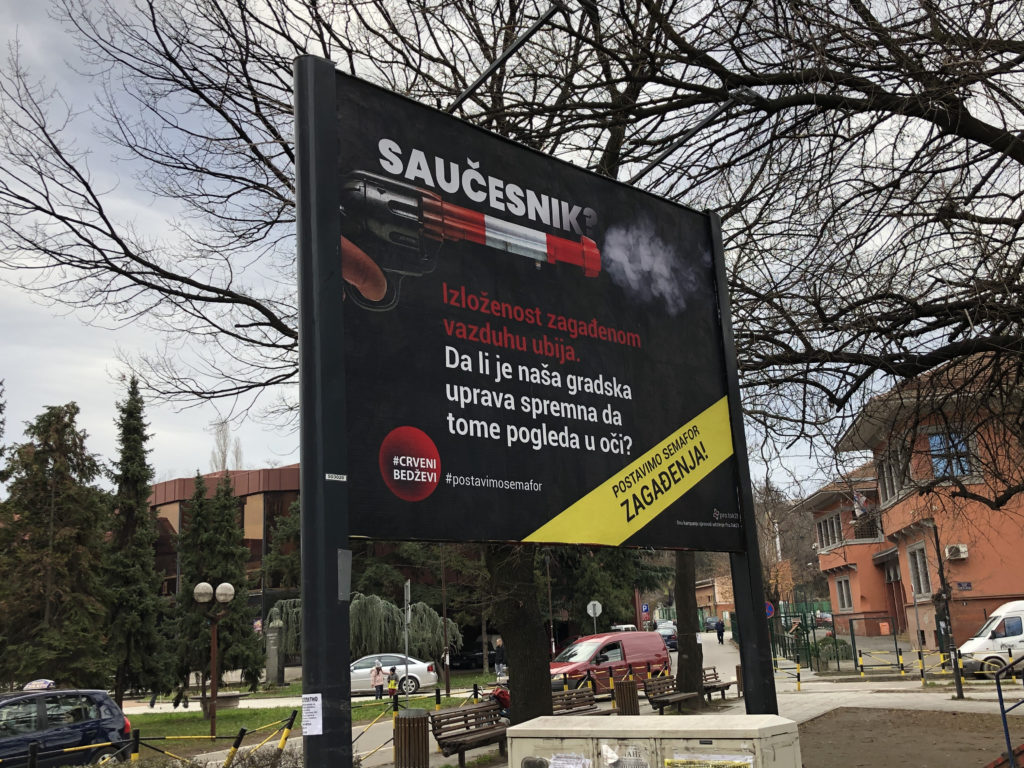 SAUČESNIK?
Izloženost zagađenom
vazduhu ubija.
Da li je naša gradska
uprava spremna da
tome pogleda u oči?
#CRVENI
BEDŽEVI
#postavimosemafor
POSTAVIMO SEMAFOR
ZAGAĐENJA!